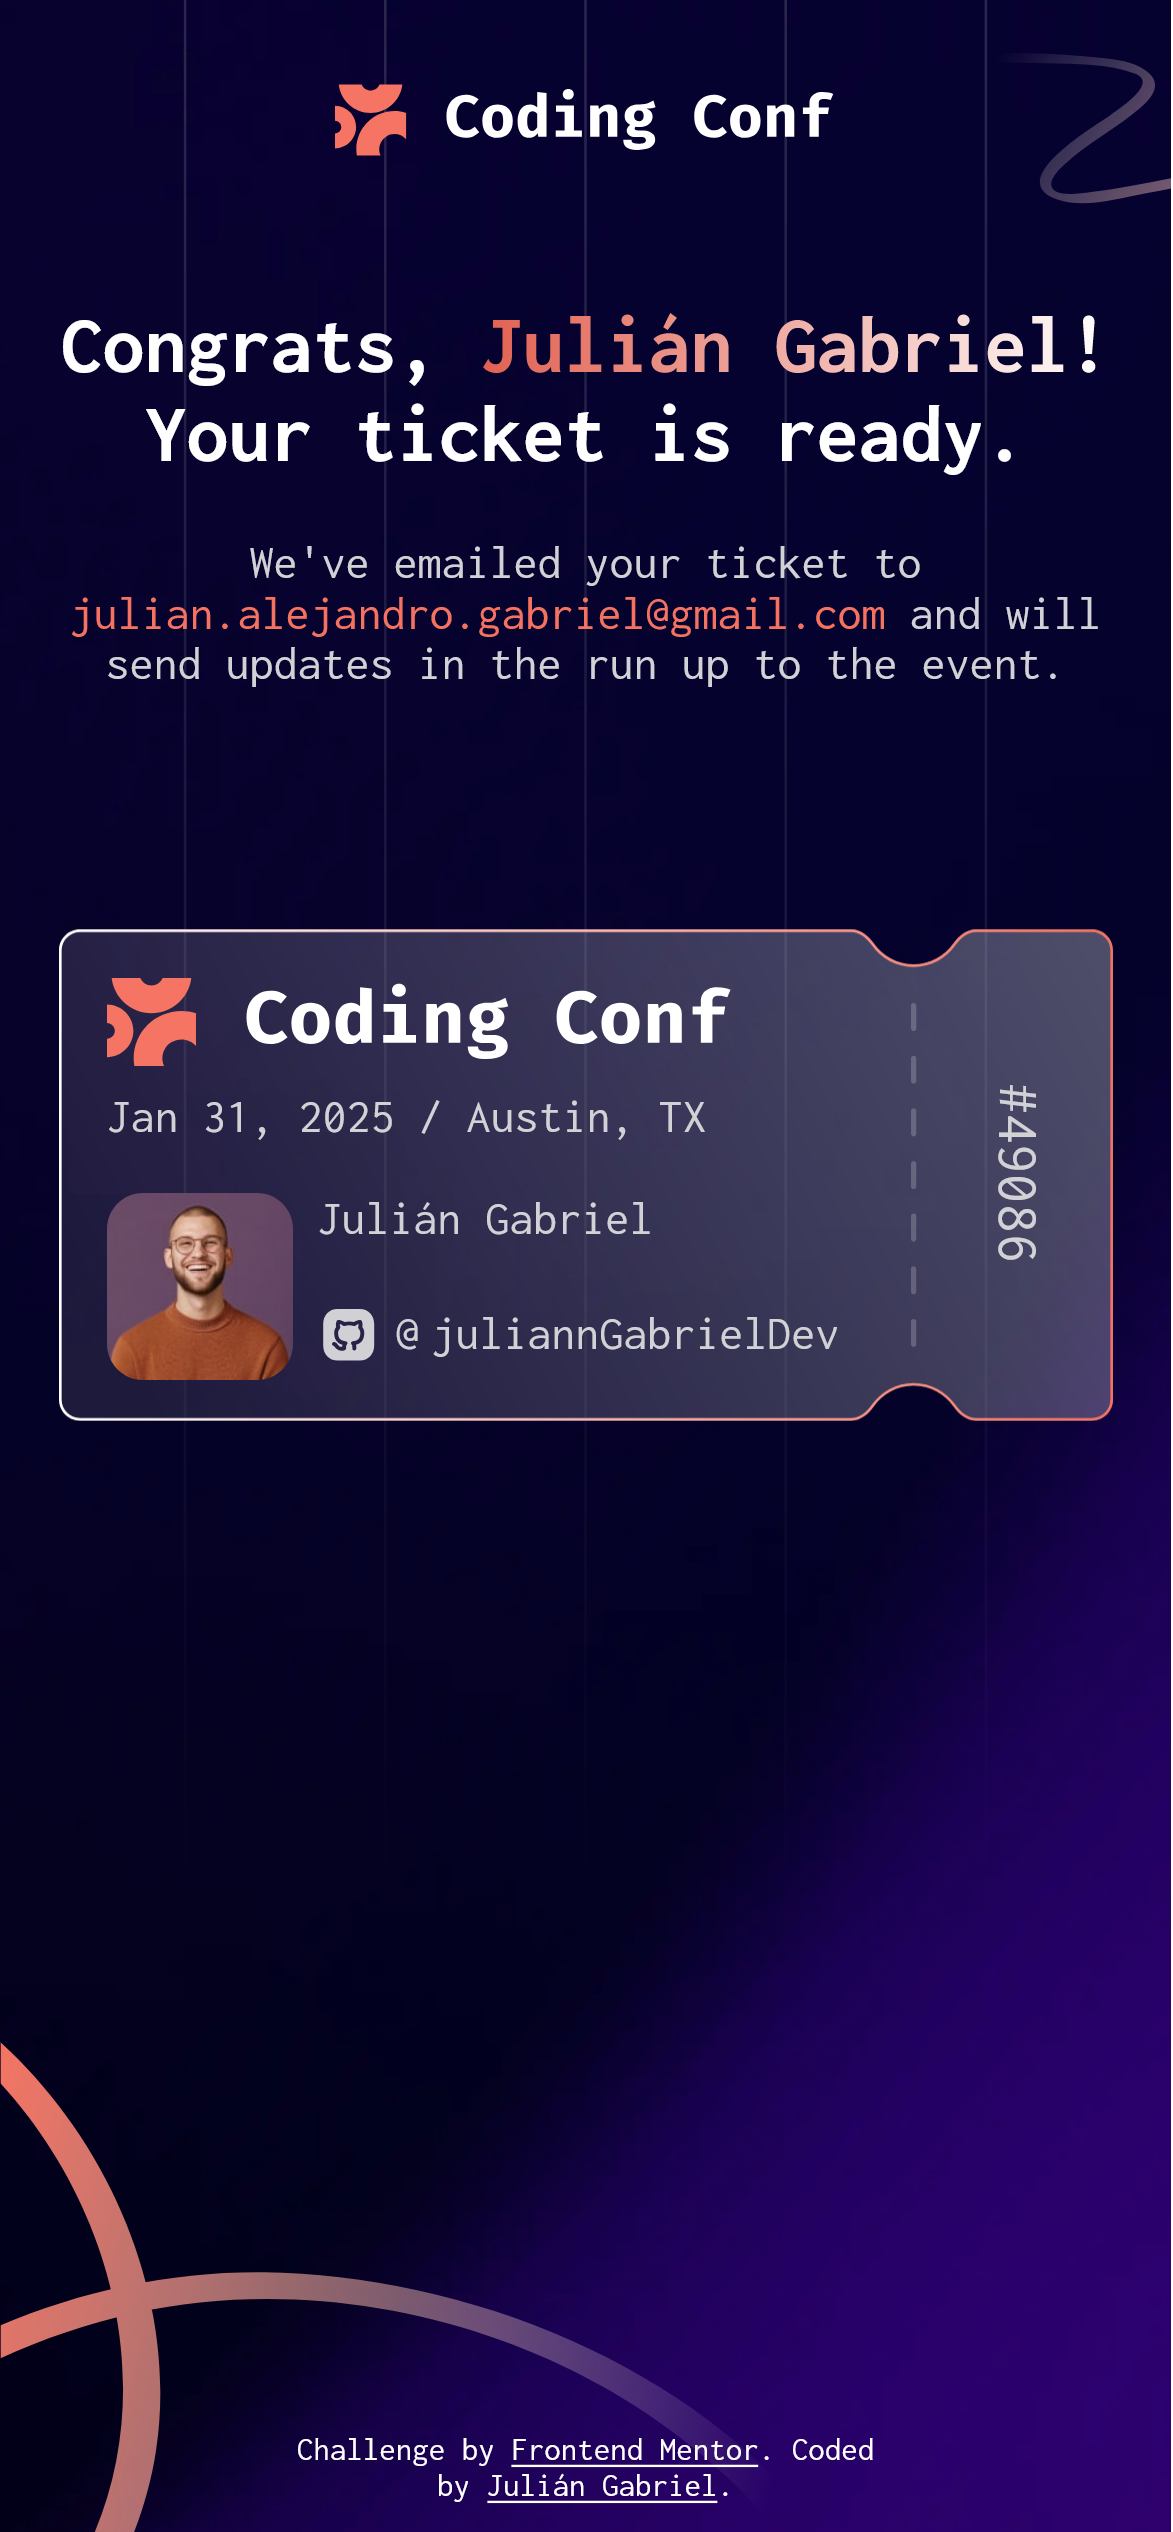 Coding Conf
Congrats, Julián Gabriel!
Your ticket is ready.
We've emailed your ticket to
julian.alejandro.gabriel@gmail.com and will
send updates in the run up to the event.
Coding Conf
Jan 31, 2025 / Austin, TX
Julián Gabriel
@juliannGabrielDev
#49086
Challenge by Frontend Mentor. Coded
by Julián Gabriel.